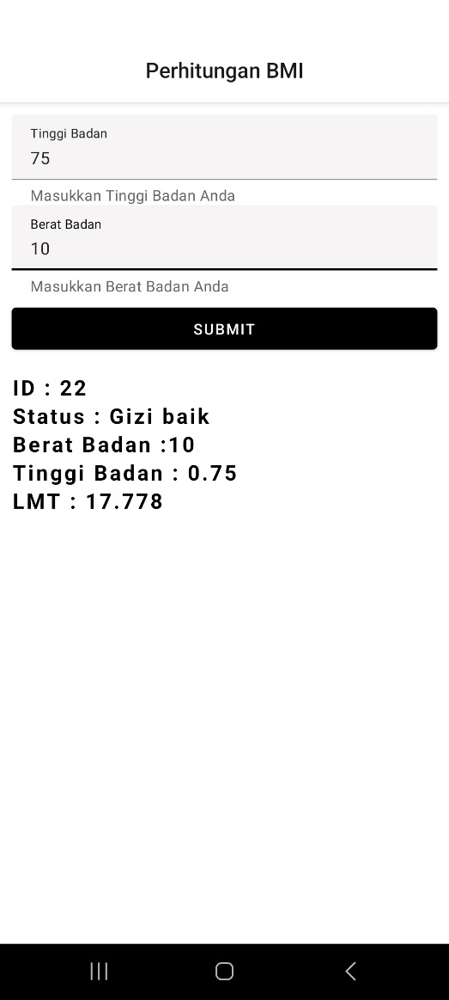 Perhitungan BMI
Tinggi Badan
75
Masukkan Tinggi Badan Anda
Berat Badan
10
Masukkan Berat Badan Anda
SUBMIT
ID : 22
Status : Gizi baik
Berat Badan :10
Tinggi Badan : 0.75
LMT : 17.778